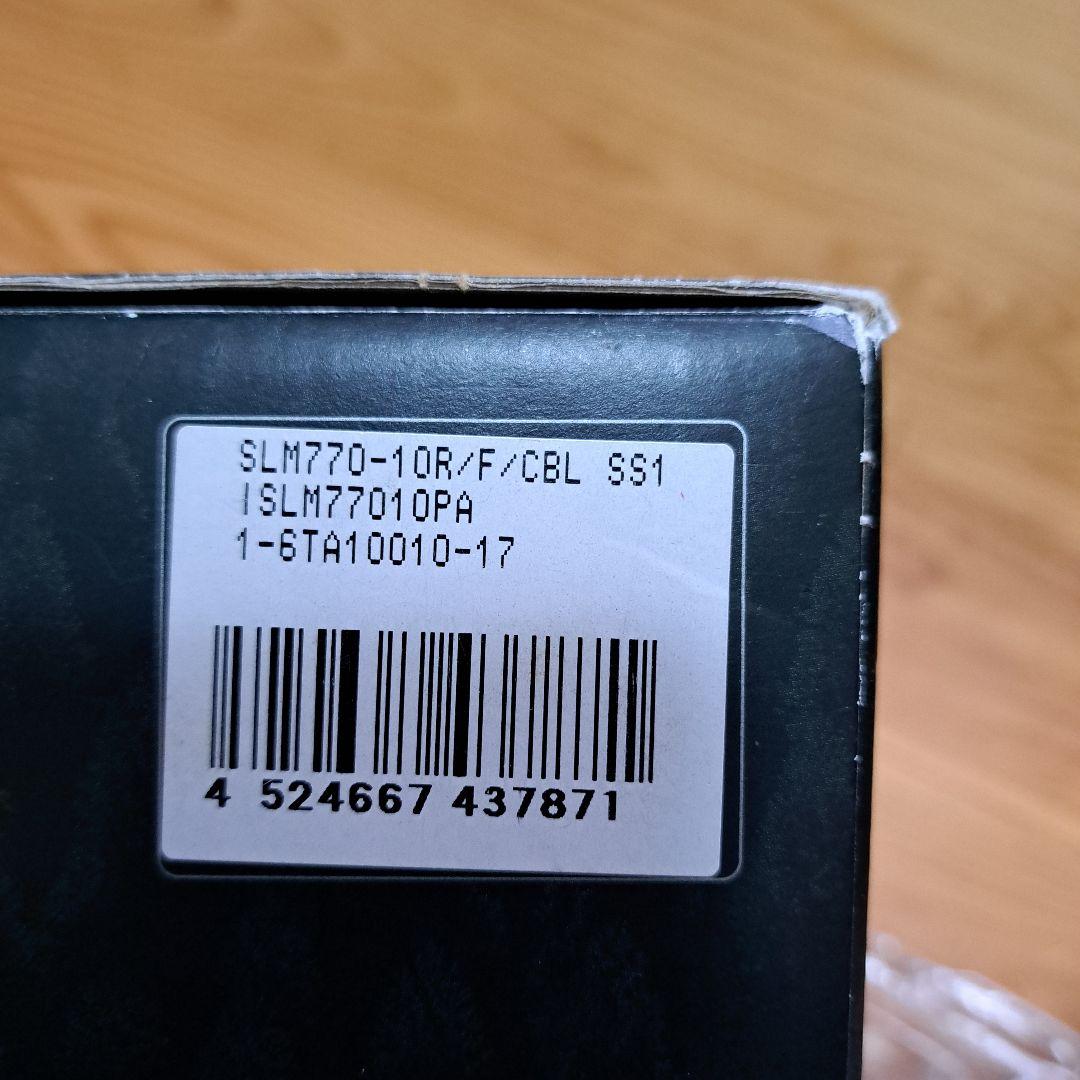 SLM770-10R/F/CBL SS1
ISLM77010PA
1-6TA10010-17
4 524667 437871